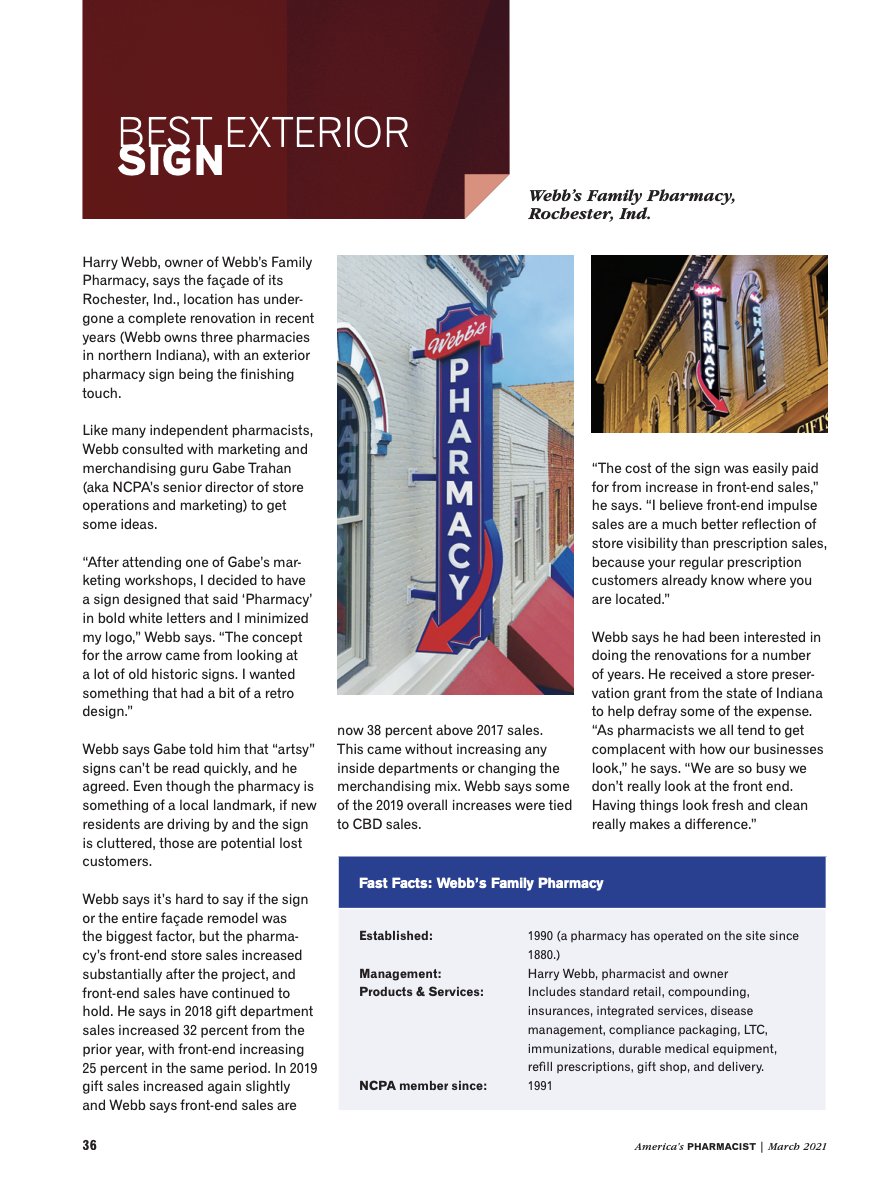 BEST EXTERIOR
SIGN
Webb’s Family Pharmacy,
Rochester, Ind.
Harry Webb, owner of Webb’s Family
Pharmacy, says the façade of its
Rochester, Ind., location has under-
gone a complete renovation in recent
years (Webb owns three pharmacies
in northern Indiana), with an exterior
pharmacy sign being the finishing
touch.
Like many independent pharmacists,
Webb consulted with marketing and
merchandising guru Gabe Trahan
(aka NCPA’s senior director of store
operations and marketing) to get
some ideas.
“After attending one of Gabe’s mar-
keting workshops, I decided to have
a sign designed that said ‘Pharmacy’
in bold white letters and I minimized
my logo,” Webb says. “The concept
for the arrow came from looking at
a lot of old historic signs. I wanted
something that had a bit of a retro
design.”
Webb says Gabe told him that “artsy”
signs can’t be read quickly, and he
agreed. Even though the pharmacy is
something of a local landmark, if new
residents are driving by and the sign
is cluttered, those are potential lost
customers.
Webb says it’s hard to say if the sign
or the entire façade remodel was
the biggest factor, but the pharma-
cy’s front-end store sales increased
substantially after the project, and
front-end sales have continued to
hold. He says in 2018 gift department
sales increased 32 percent from the
prior year, with front-end increasing
25 percent in the same period. In 2019
gift sales increased again slightly
and Webb says front-end sales are
Webb’s
PHARMACY
now 38 percent above 2017 sales.
This came without increasing any
inside departments or changing the
merchandising mix. Webb says some
of the 2019 overall increases were tied
to CBD sales.
Webb’s
PHARMACY
GIFTS
“The cost of the sign was easily paid
for from increase in front-end sales,”
he says. “I believe front-end impulse
sales are a much better reflection of
store visibility than prescription sales,
because your regular prescription
customers already know where you
are located.”
Webb says he had been interested in
doing the renovations for a number
of years. He received a store preser-
vation grant from the state of Indiana
to help defray some of the expense.
“As pharmacists we all tend to get
complacent with how our businesses
look,” he says. “We are so busy we
don’t really look at the front end.
Having things look fresh and clean
really makes a difference.”
Fast Facts: Webb’s Family Pharmacy
Established: 1990 (a pharmacy has operated on the site since
1880.)
Management: Harry Webb, pharmacist and owner
Products & Services: Includes standard retail, compounding,
insurances, integrated services, disease
management, compliance packaging, LTC,
immunizations, durable medical equipment,
refill prescriptions, gift shop, and delivery.
NCPA member since: 1991
36
America’s PHARMACIST | March 2021